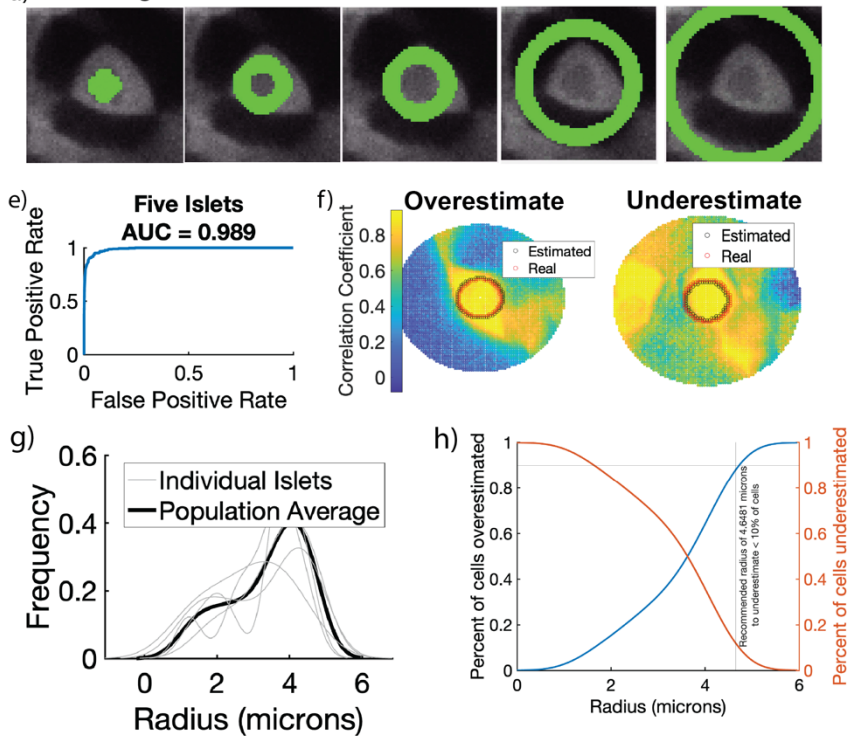 e)
Five Islets
AUC = 0.989
True Positive Rate
1
0.5
0
0
0.5
1
False Positive Rate
f)
Overestimate
Underestimate
Correlation Coefficient
0.8
0.6
0.4
0.2
0
Estimated
Real
Estimated
Real
g)
Frequency
0.6
0.4
0.2
0
Individual Islets
Population Average
0
2
4
6
Radius (microns)
h)
Percent of cells overestimated
1
0.8
0.6
0.4
0.2
0
Recommended radius of 4.6481 microns
to underestimate < 10% of cells
1
0.8
0.6
0.4
0.2
0
Percent of cells underestimated
0
2
4
6
Radius (microns)